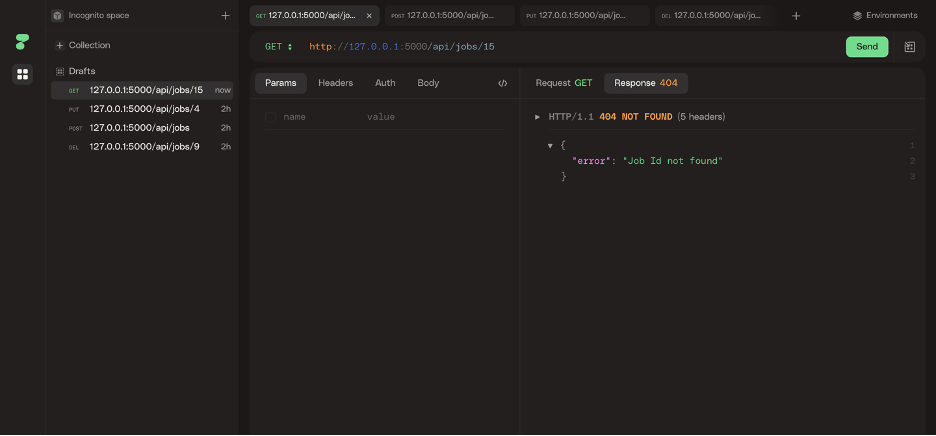 Incognito space
Collection
Drafts
GET 127.0.0.1:5000/api/jobs/15 now
PUT 127.0.0.1:5000/api/jobs/4 2h
POST 127.0.0.1:5000/api/jobs 2h
DEL 127.0.0.1:5000/api/jobs/9 2h
GET 127.0.0.1:5000/api/jo...
POST 127.0.0.1:5000/api/jo...
PUT 127.0.0.1:5000/api/jo...
DEL 127.0.0.1:5000/api/jo...
Environments
GET http://127.0.0.1:5000/api/jobs/15
Send
Params Headers Auth Body
name value
Request GET Response 404
HTTP/1.1 404 NOT FOUND (5 headers)
{ 1
"error": "Job Id not found" 2
} 3